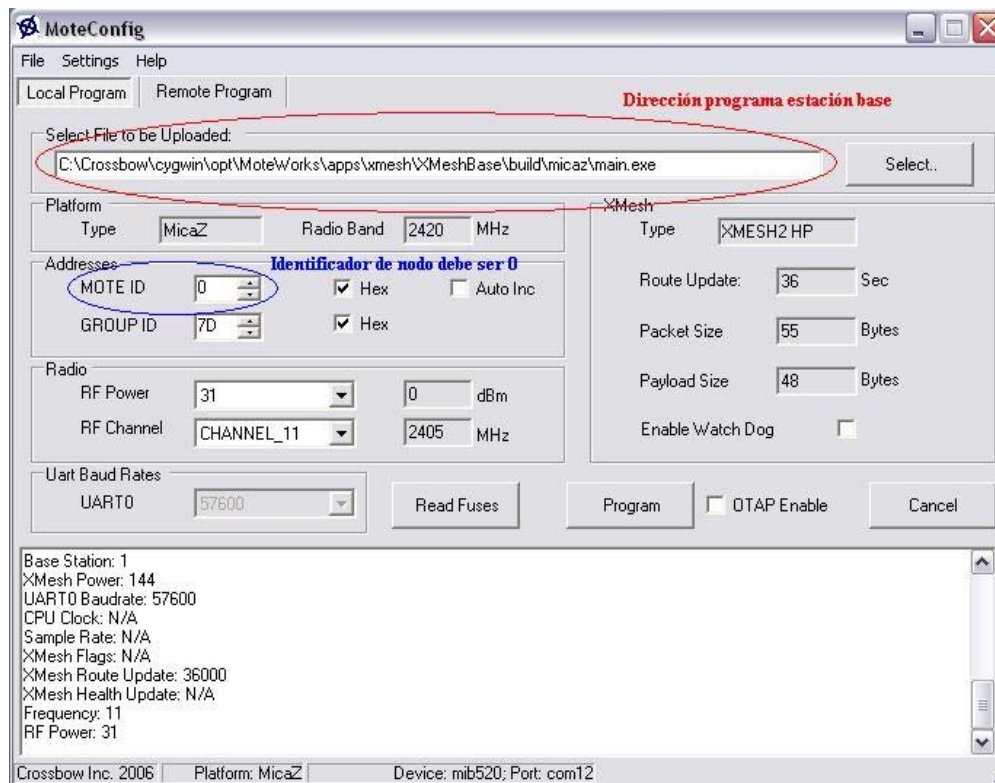 MoteConfig
File Settings Help
Local Program Remote Program
Dirección programa estación base
Select File to be Uploaded:
C:\Crossbow\cygwin\opt\MoteWorks\apps\xmesh\XMeshBase\build\micaz\main.exe
Select..
Platform
Type MicaZ Radio Band 2420 MHz
XMesh
Type XMESH2 HP
Addresses
Identificador de nodo debe ser 0
MOTE ID 0 Hex Auto Inc
GROUP ID 7D Hex
Route Update: 36 Sec
Packet Size 55 Bytes
Payload Size 48 Bytes
Enable Watch Dog
Radio
RF Power 31 0 dBm
RF Channel CHANNEL_11 2405 MHz
Uart Baud Rates
UART0 57600
Read Fuses Program OTAP Enable Cancel
Base Station: 1
XMesh Power: 144
UART0 Baudrate: 57600
CPU Clock: N/A
Sample Rate: N/A
XMesh Flags: N/A
XMesh Route Update: 36000
XMesh Health Update: N/A
Frequency: 11
RF Power: 31
Crossbow Inc. 2006 Platform: MicaZ Device: mib520; Port: com12